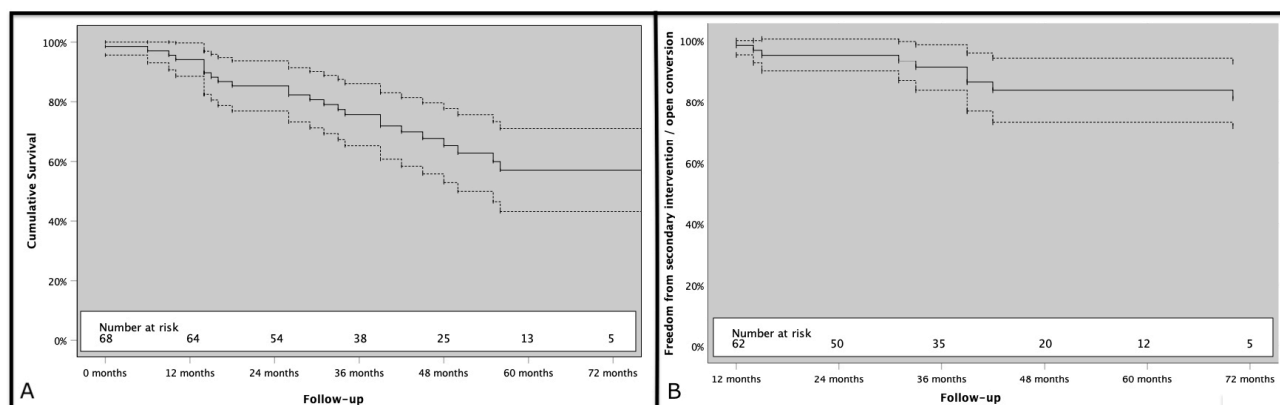 Cumulative Survival
100%
80%
60%
40%
20%
0%
Number at risk
68 64 54 38 25 13 5
0 months 12 months 24 months 36 months 48 months 60 months 72 months
Follow-up
A
Freedom from secondary intervention / open conversion
100%
80%
60%
40%
20%
0%
Number at risk
62 50 35 20 12 5
12 months 24 months 36 months 48 months 60 months 72 months
Follow-up
B